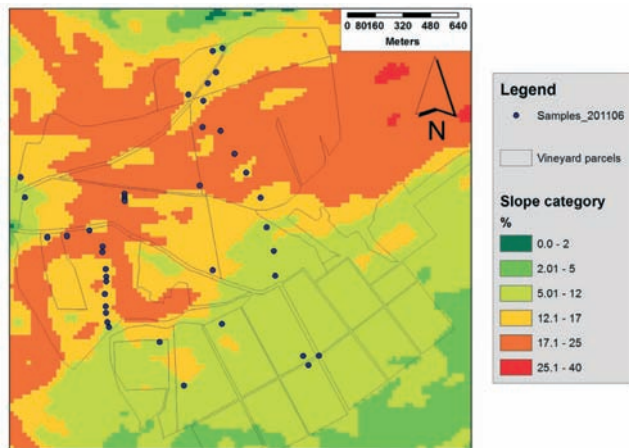 0 80160 320 480 640
Meters
N
Legend
Samples_201106
Vineyard parcels
Slope category
%
0.0 - 2
2.01 - 5
5.01 - 12
12.1 - 17
17.1 - 25
25.1 - 40